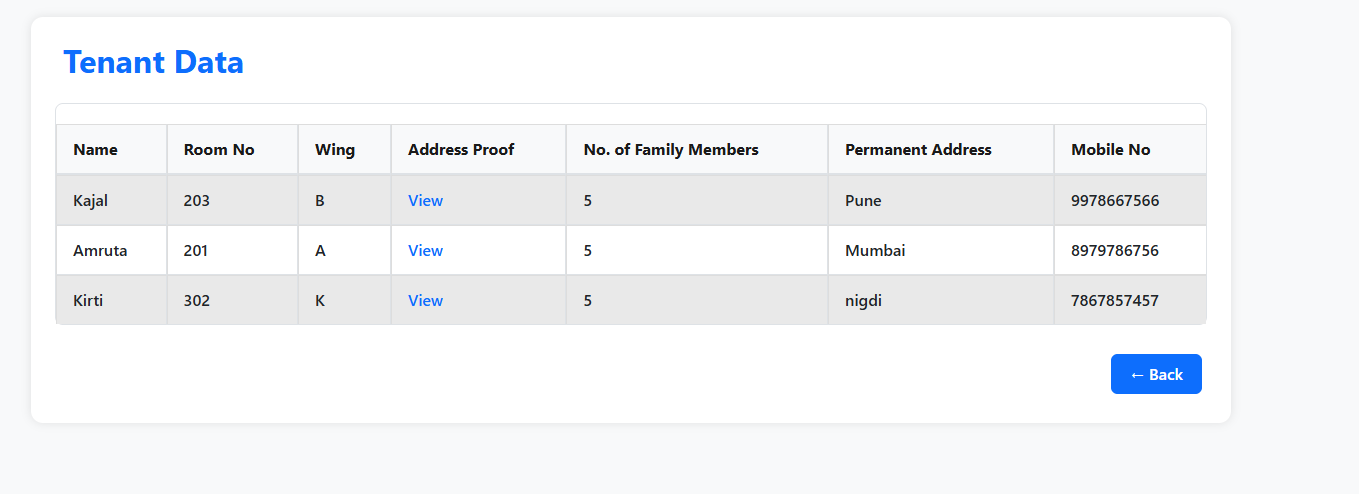 Tenant Data
Name Room No Wing Address Proof No. of Family Members Permanent Address Mobile No
Kajal 203 B View 5 Pune 9978667566
Amruta 201 A View 5 Mumbai 8979786756
Kirti 302 K View 5 nigdi 7867857457
← Back